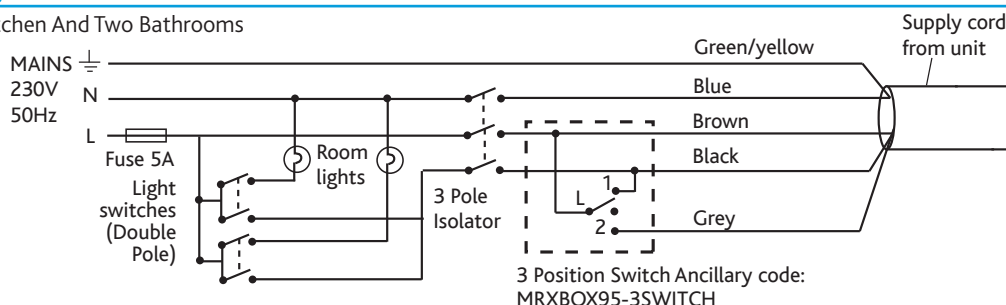 And Two Bathrooms
Supply cord
from unit
Green/yellow
MAINS
230V
50Hz
N
Blue
L
Brown
Fuse 5A
Room
lights
Black
Light
switches
(Double
Pole)
3 Pole
Isolator
1
L
2
Grey
3 Position Switch Ancillary code:
MRXBOX95-3SWITCH